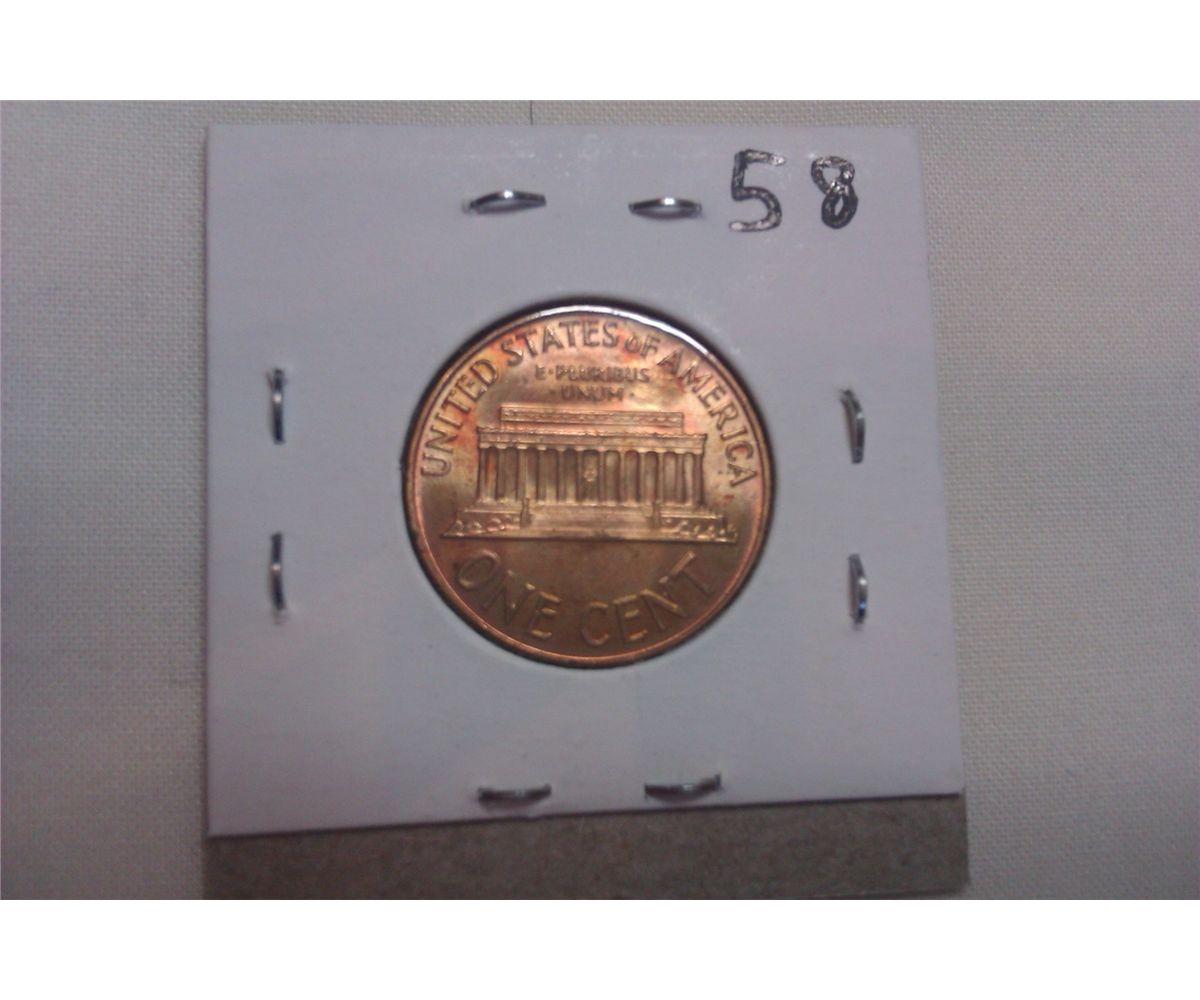 58
UNITED STATES OF AMERICA
E·PLURIBUS
·UNUM·
ONE CENT